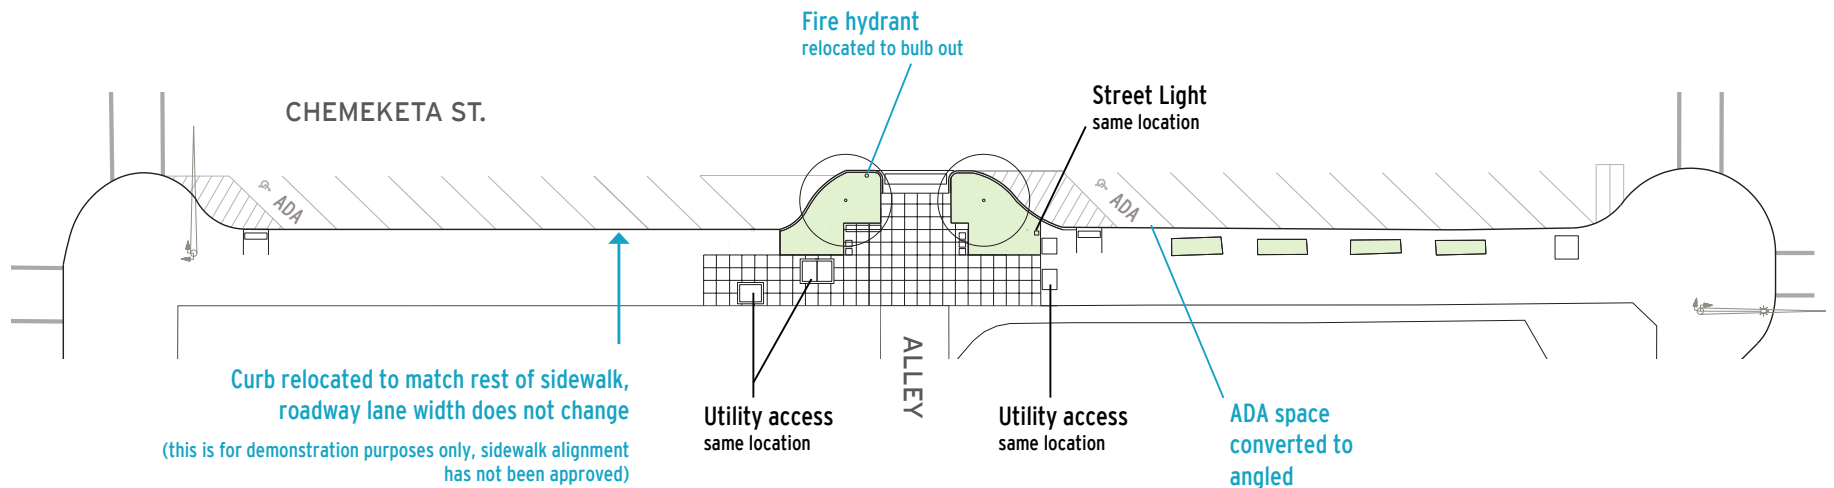 Fire hydrant
relocated to bulb out
CHEMEKETA ST.
Street Light
same location
ADA
ADA
ALLEY
Curb relocated to match rest of sidewalk,
roadway lane width does not change
(this is for demonstration purposes only, sidewalk alignment
has not been approved)
Utility access
same location
Utility access
same location
ADA space
converted to
angled